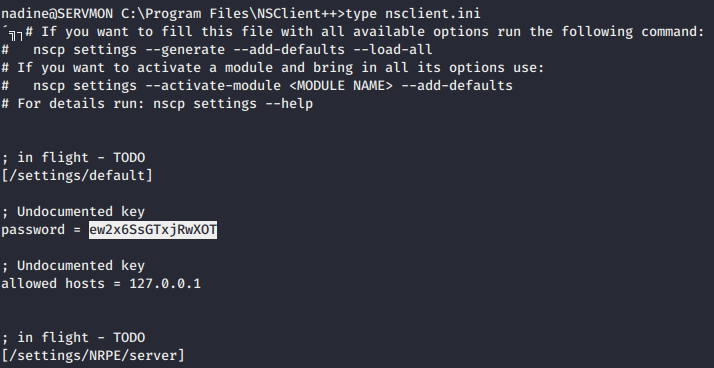 nadine@SERVMON C:\Program Files\NSClient++>type nsclient.ini
´╗┐# If you want to fill this file with all available options run the following command:
#   nscp settings --generate --add-defaults --load-all
# If you want to activate a module and bring in all its options use:
#   nscp settings --activate-module <MODULE NAME> --add-defaults
# For details run: nscp settings --help
; in flight - TODO
[/settings/default]
; Undocumented key
password = ew2x6SsGTxjRwXOT
; Undocumented key
allowed hosts = 127.0.0.1
; in flight - TODO
[/settings/NRPE/server]